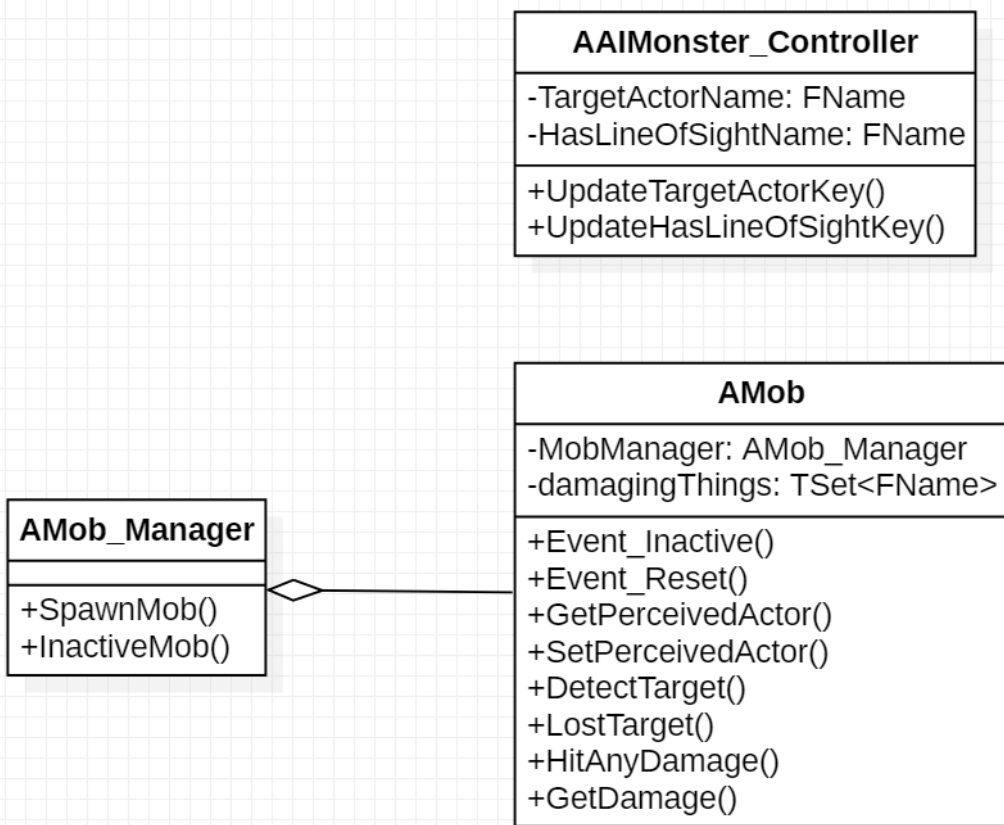 AAIMonster_Controller
-TargetActorName: FName
-HasLineOfSightName: FName
+UpdateTargetActorKey()
+UpdateHasLineOfSightKey()
AMob
-MobManager: AMob_Manager
-damagingThings: TSet<FName>
+Event_Inactive()
+Event_Reset()
+GetPerceivedActor()
+SetPerceivedActor()
+DetectTarget()
+LostTarget()
+HitAnyDamage()
+GetDamage()
AMob_Manager
+SpawnMob()
+InactiveMob()